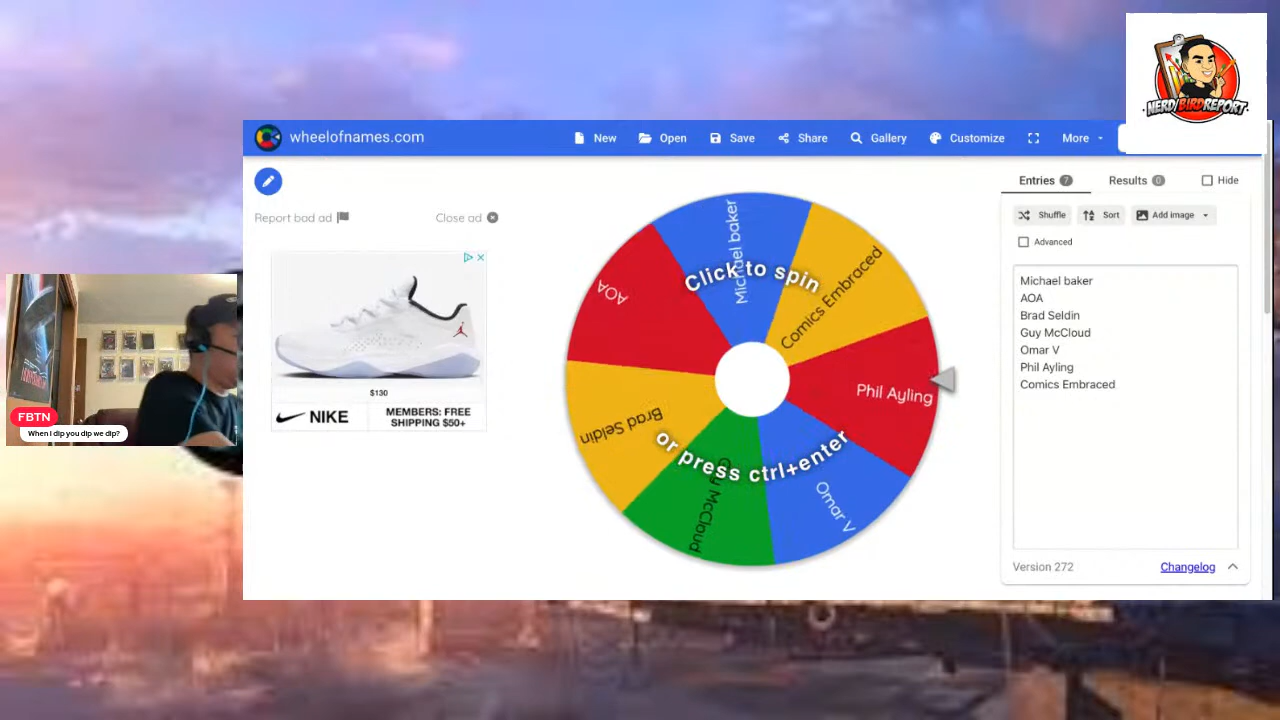 NERD/BIRDREPORT
wheelofnames.com
New
Open
Save
Share
Gallery
Customize
More
Report bad ad
Close ad
$130
NIKE
MEMBERS: FREE
SHIPPING $50+
Michael baker
Comics Embraced
Phil Ayling
Omar V
Guy McCloud
Brad Seldin
AOA
Click to spin
or press ctrl+enter
Entries 7
Results 0
Hide
Shuffle
Sort
Add image
Advanced
Michael baker
AOA
Brad Seldin
Guy McCloud
Omar V
Phil Ayling
Comics Embraced
Version 272
Changelog
FBTN
When I dip you dip we dip?